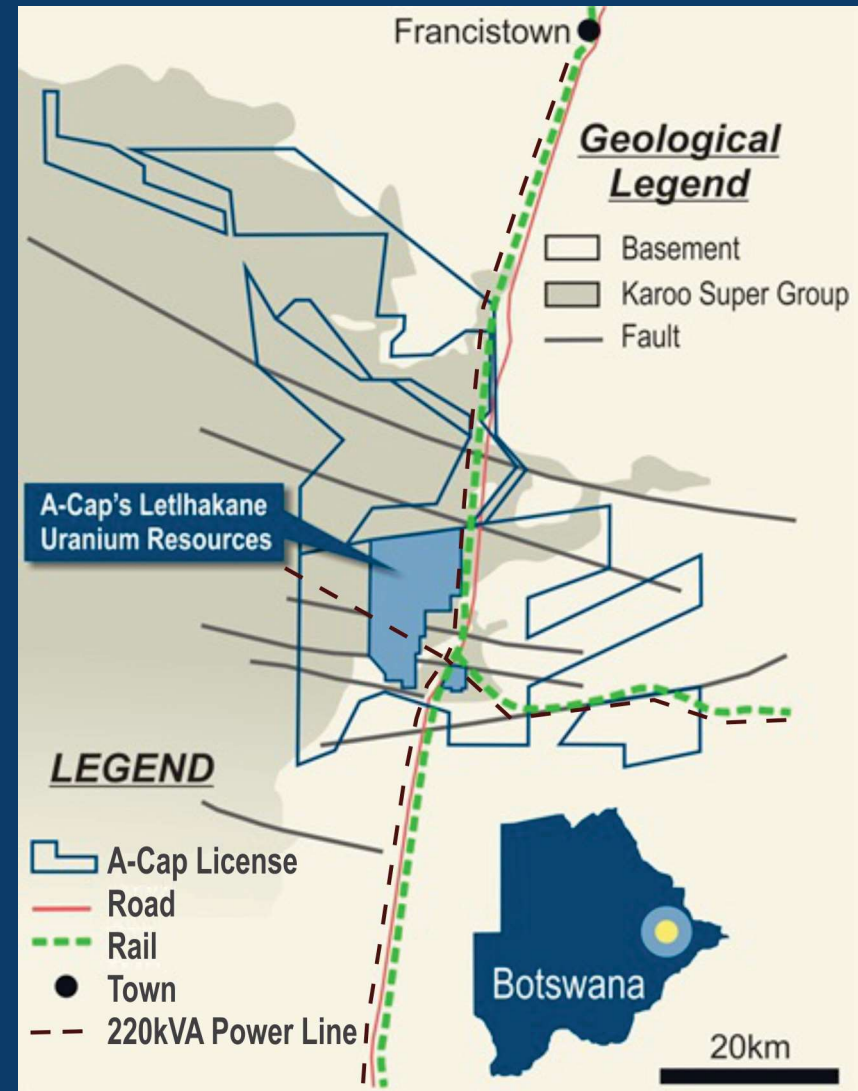 Francistown
Geological
Legend
Basement
Karoo Super Group
Fault
A-Cap's Letlhakane
Uranium Resources
LEGEND
A-Cap License
Road
Rail
Town
220kVA Power Line
Botswana
20km